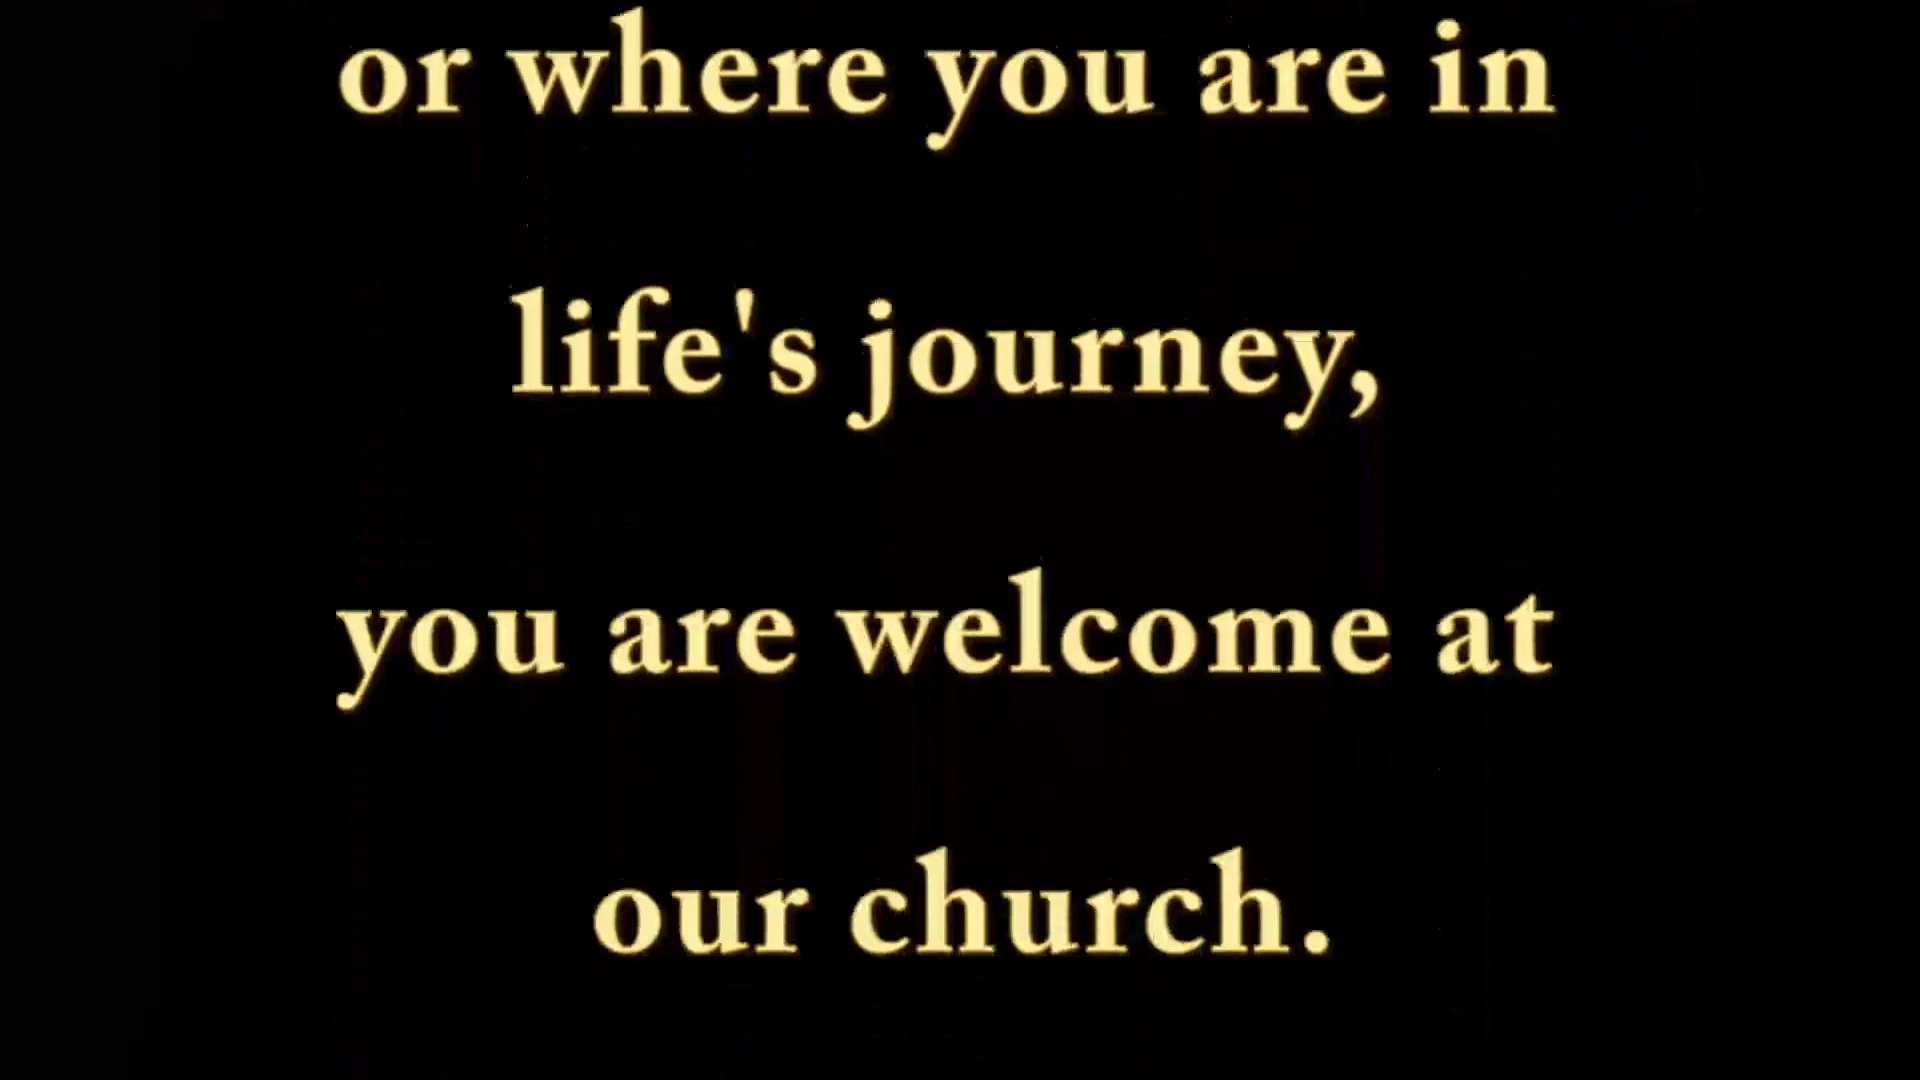 or where you are in
life's journey,
you are welcome at
our church.